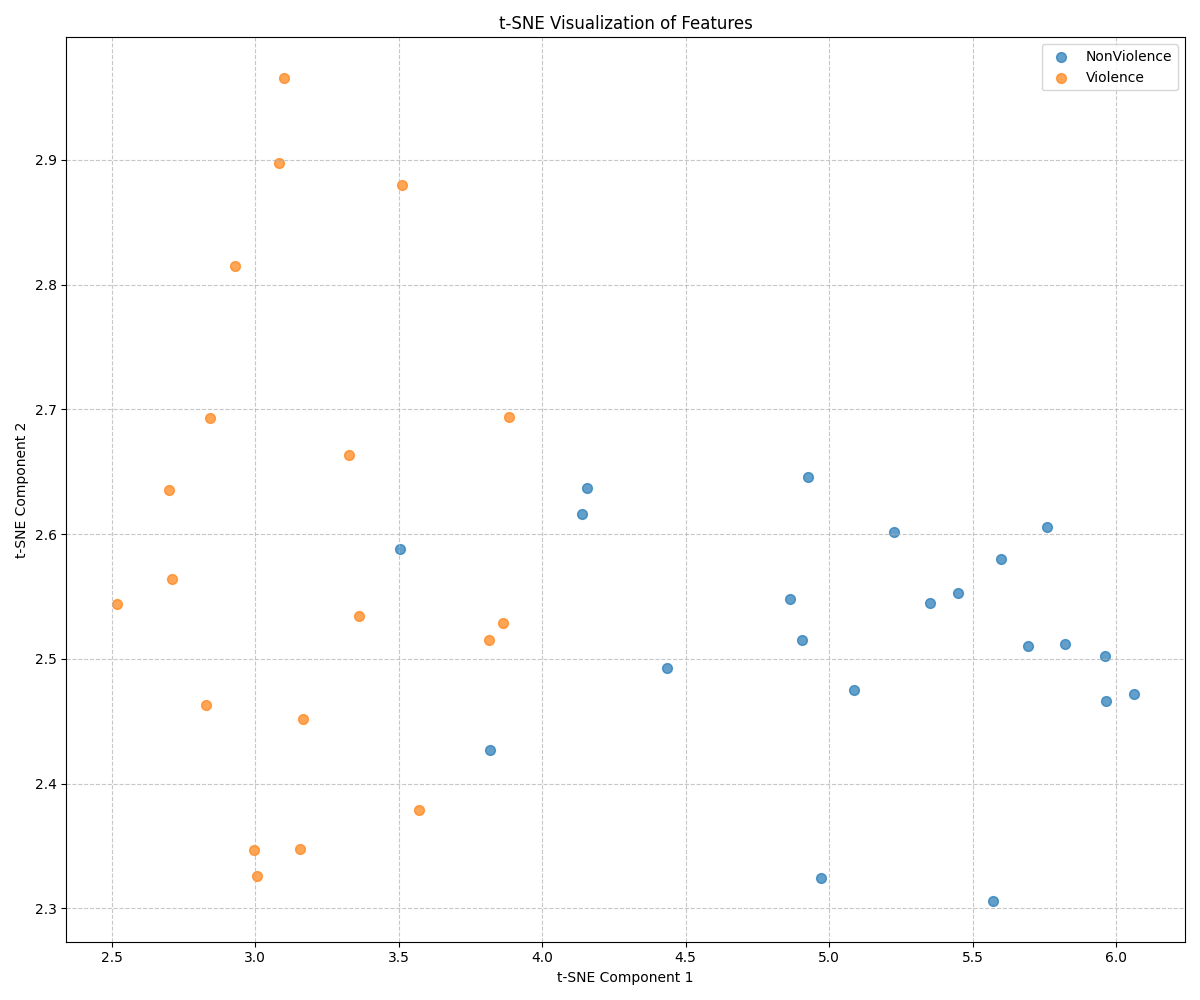 t-SNE Visualization of Features
NonViolence
Violence
t-SNE Component 2
2.9
2.8
2.7
2.6
2.5
2.4
2.3
2.5 3.0 3.5 4.0 4.5 5.0 5.5 6.0
t-SNE Component 1